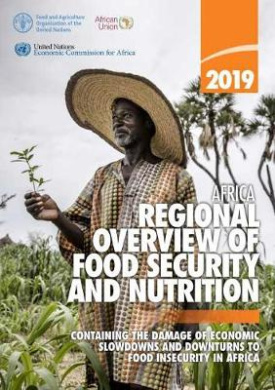 Food and Agriculture
Organization of the
United Nations
African
Union
United Nations
Economic Commission for Africa
2019
AFRICA
REGIONAL
OVERVIEW OF
FOOD SECURITY
AND NUTRITION
CONTAINING THE DAMAGE OF ECONOMIC
SLOWDOWNS AND DOWNTURNS TO
FOOD INSECURITY IN AFRICA